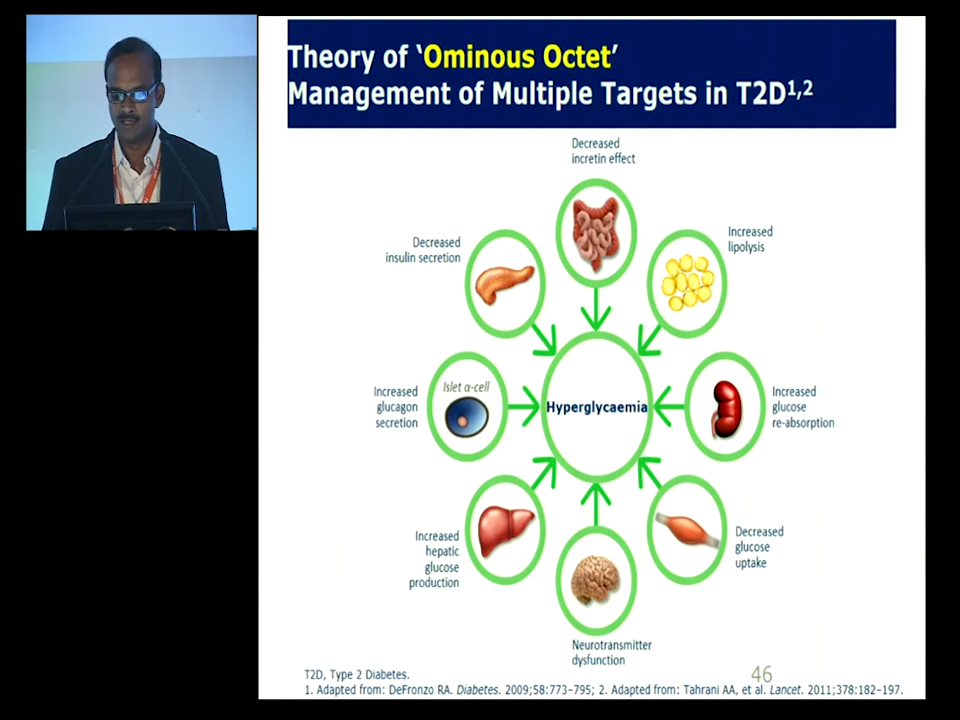 Theory of ‘Ominous Octet’
Management of Multiple Targets in T2D1,2
Decreased
incretin effect
Increased
lipolysis
Decreased
insulin secretion
Increased
glucagon
secretion
Islet α-cell
Hyperglycaemia
Increased
glucose
re-absorption
Increased
hepatic
glucose
production
Decreased
glucose
uptake
Neurotransmitter
dysfunction
46
T2D, Type 2 Diabetes.
1. Adapted from: DeFronzo RA. Diabetes. 2009;58:773–795; 2. Adapted from: Tahrani AA, et al. Lancet. 2011;378:182–197.